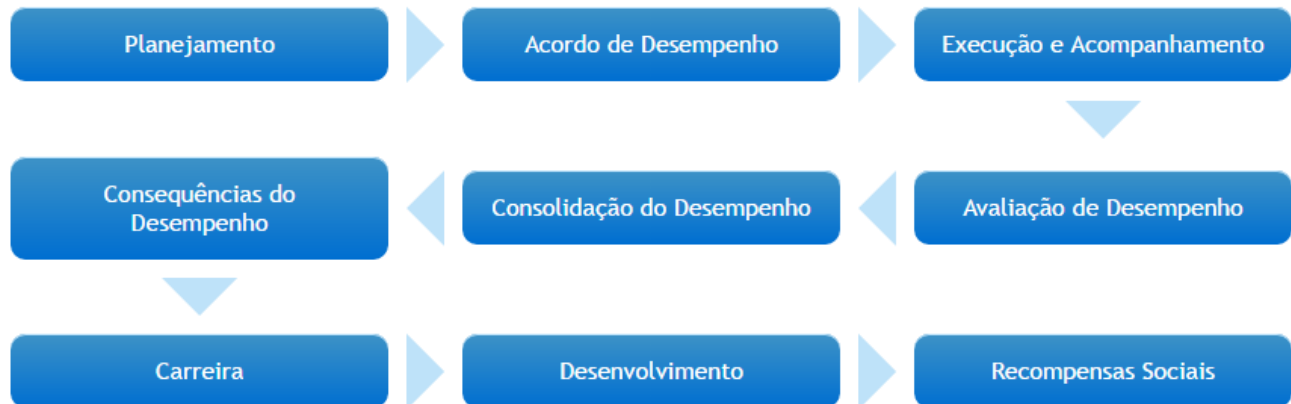 Planejamento
Acordo de Desempenho
Execução e Acompanhamento
Consequências do
Desempenho
Consolidação do Desempenho
Avaliação de Desempenho
Carreira
Desenvolvimento
Recompensas Sociais